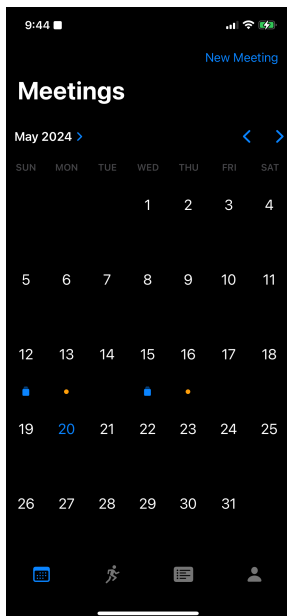 9:44
New Meeting
Meetings
May 2024
SUN MON TUE WED THU FRI SAT
1 2 3 4
5 6 7 8 9 10 11
12 13 14 15 16 17 18
19 20 21 22 23 24 25
26 27 28 29 30 31